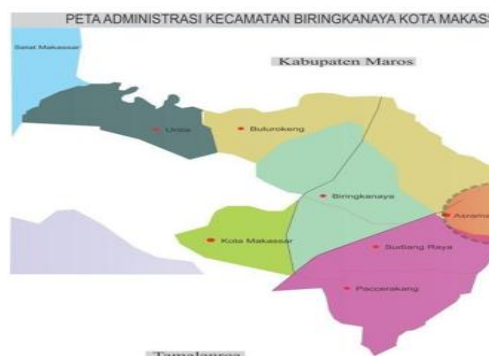 PETA ADMINISTRASI KECAMATAN BIRINGKANAYA KOTA MAKASS
Selat Makassar
Kabupaten Maros
Untia
Bulurokeng
Biringkanaya
Asrama
Kota Makassar
Sudiang Raya
Paccerakang
Tamalanrea